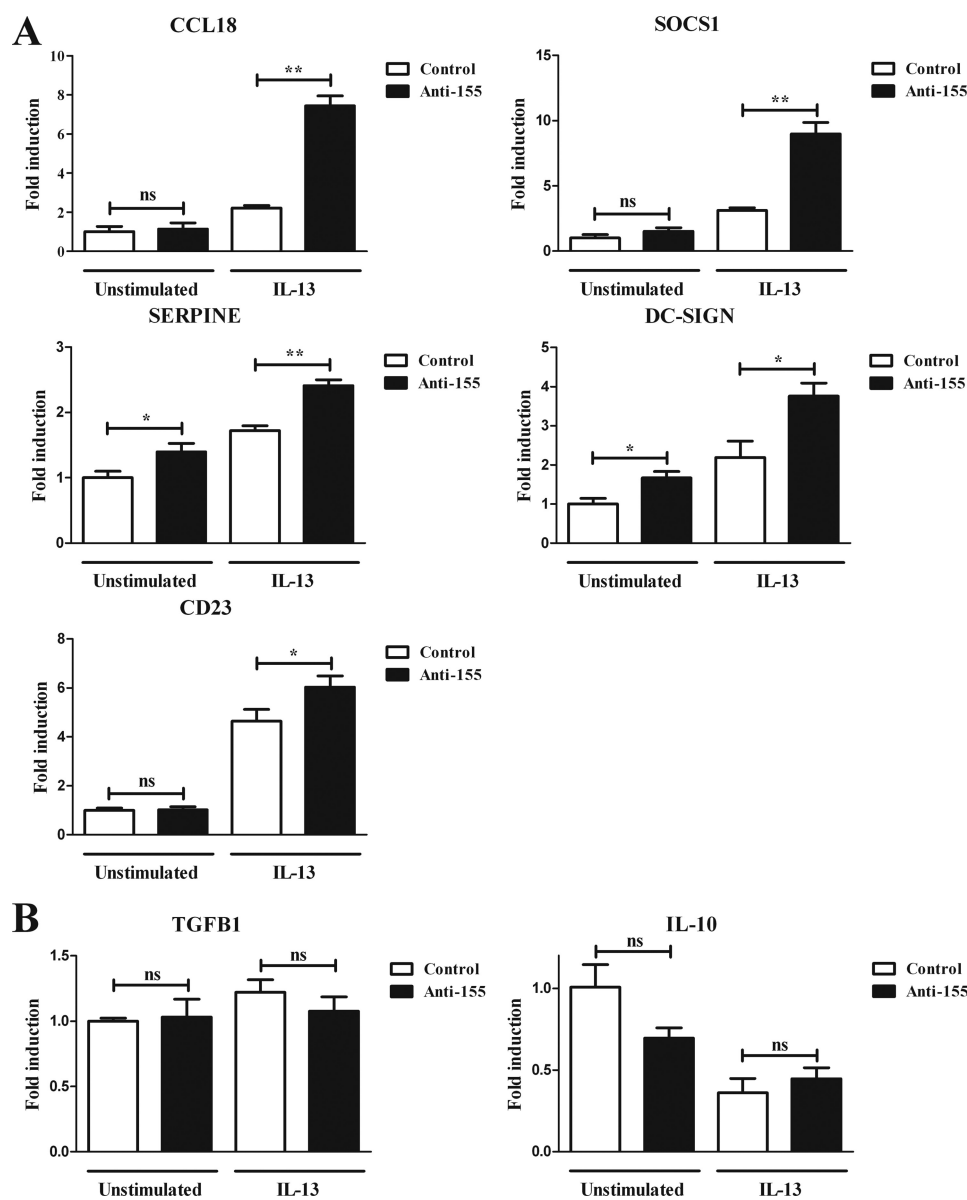 A
CCL18
Fold induction
10
8
6
4
2
0
ns
**
Control
Anti-155
Unstimulated
IL-13
SOCS1
Fold induction
15
10
5
0
ns
**
Control
Anti-155
Unstimulated
IL-13
SERPINE
Fold induction
3
2
1
0
*
**
Control
Anti-155
Unstimulated
IL-13
DC-SIGN
Fold induction
5
4
3
2
1
0
*
*
Control
Anti-155
Unstimulated
IL-13
CD23
Fold induction
8
6
4
2
0
ns
*
Control
Anti-155
Unstimulated
IL-13
B
TGFB1
Fold induction
1.5
1.0
0.5
0.0
ns
ns
Control
Anti-155
Unstimulated
IL-13
IL-10
Fold induction
1.0
0.5
0.0
ns
ns
Control
Anti-155
Unstimulated
IL-13